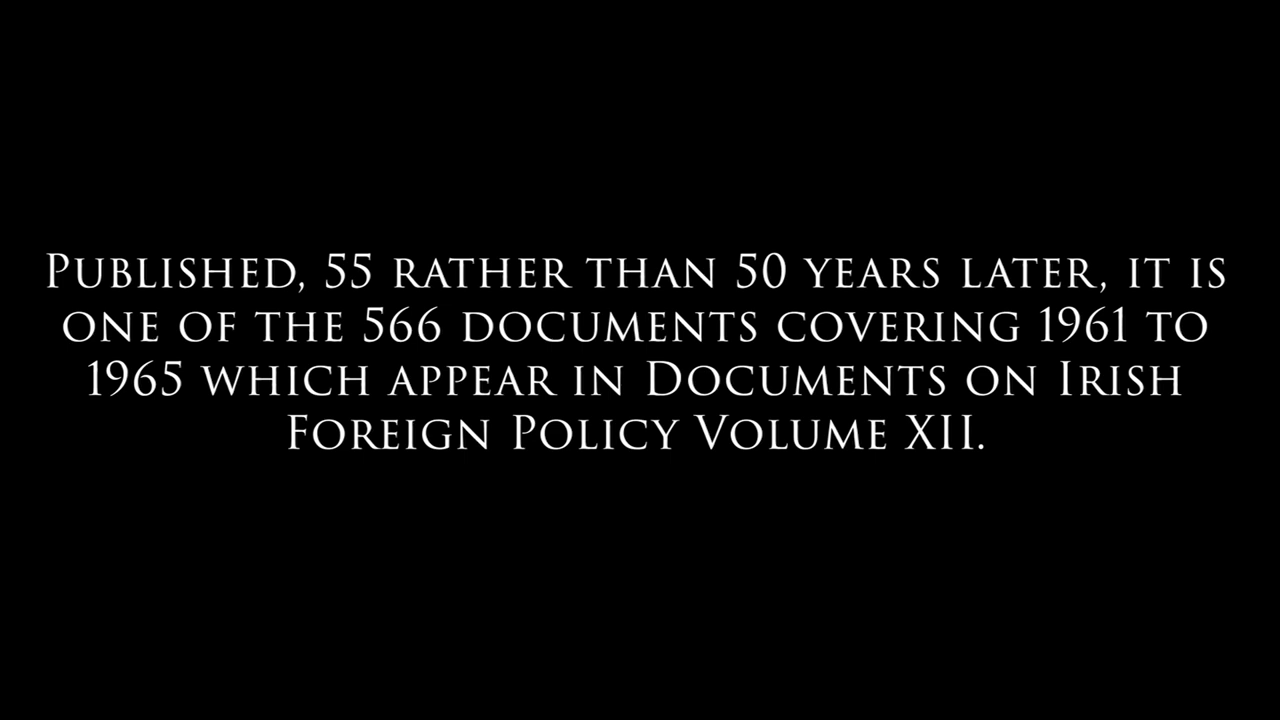 Published, 55 rather than 50 years later, it is
one of the 566 documents covering 1961 to
1965 which appear in Documents on Irish
Foreign Policy Volume XII.